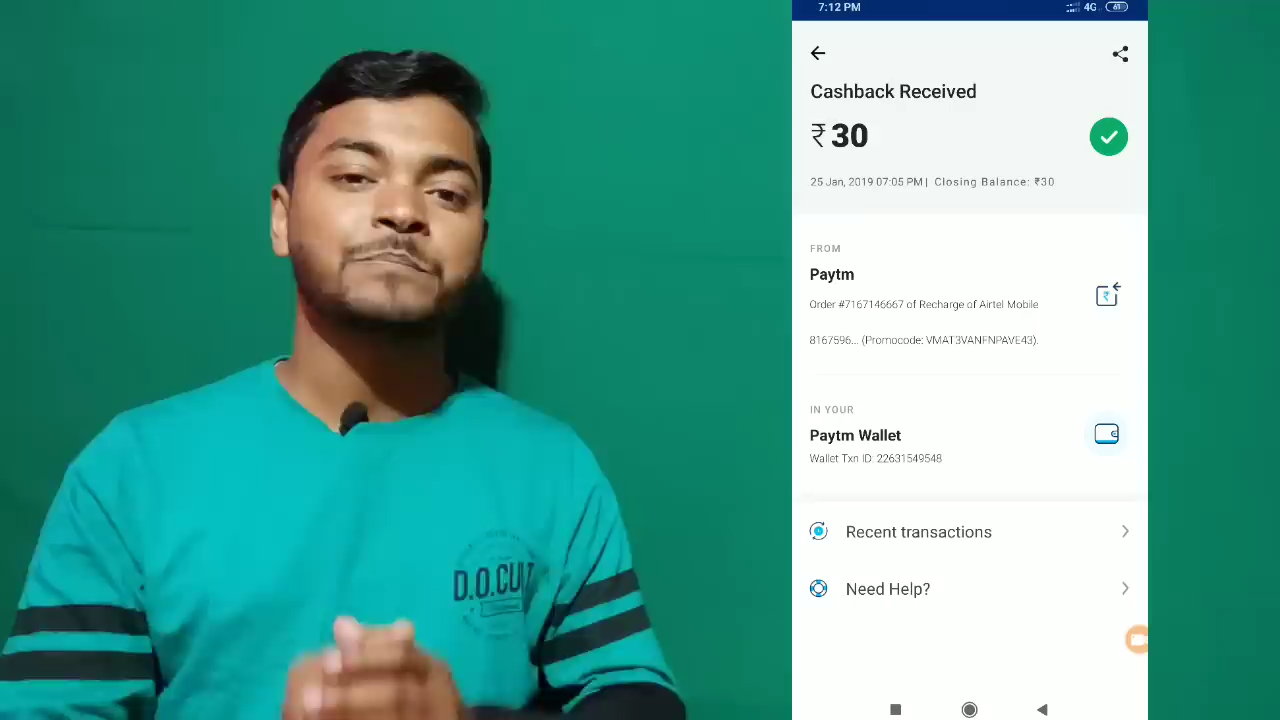 7:12 PM
4G
61
Cashback Received
₹30
25 Jan, 2019 07:05 PM | Closing Balance: ₹30
FROM
Paytm
Order #7167146667 of Recharge of Airtel Mobile
8167596... (Promocode: VMAT3VANFNPAVE43).
IN YOUR
Paytm Wallet
Wallet Txn ID: 22631549548
Recent transactions
Need Help?
D.O.CU